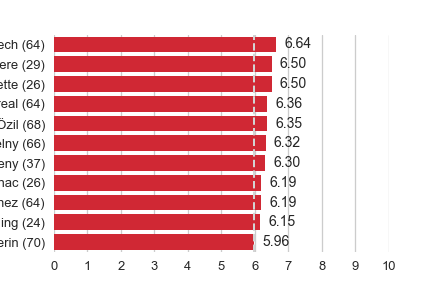 ech (64) 6.64
ere (29) 6.50
ette (26) 6.50
real (64) 6.36
Özil (68) 6.35
elny (66) 6.32
eny (37) 6.30
nac (26) 6.19
nez (64) 6.19
ing (24) 6.15
erin (70) 5.96
0 1 2 3 4 5 6 7 8 9 10